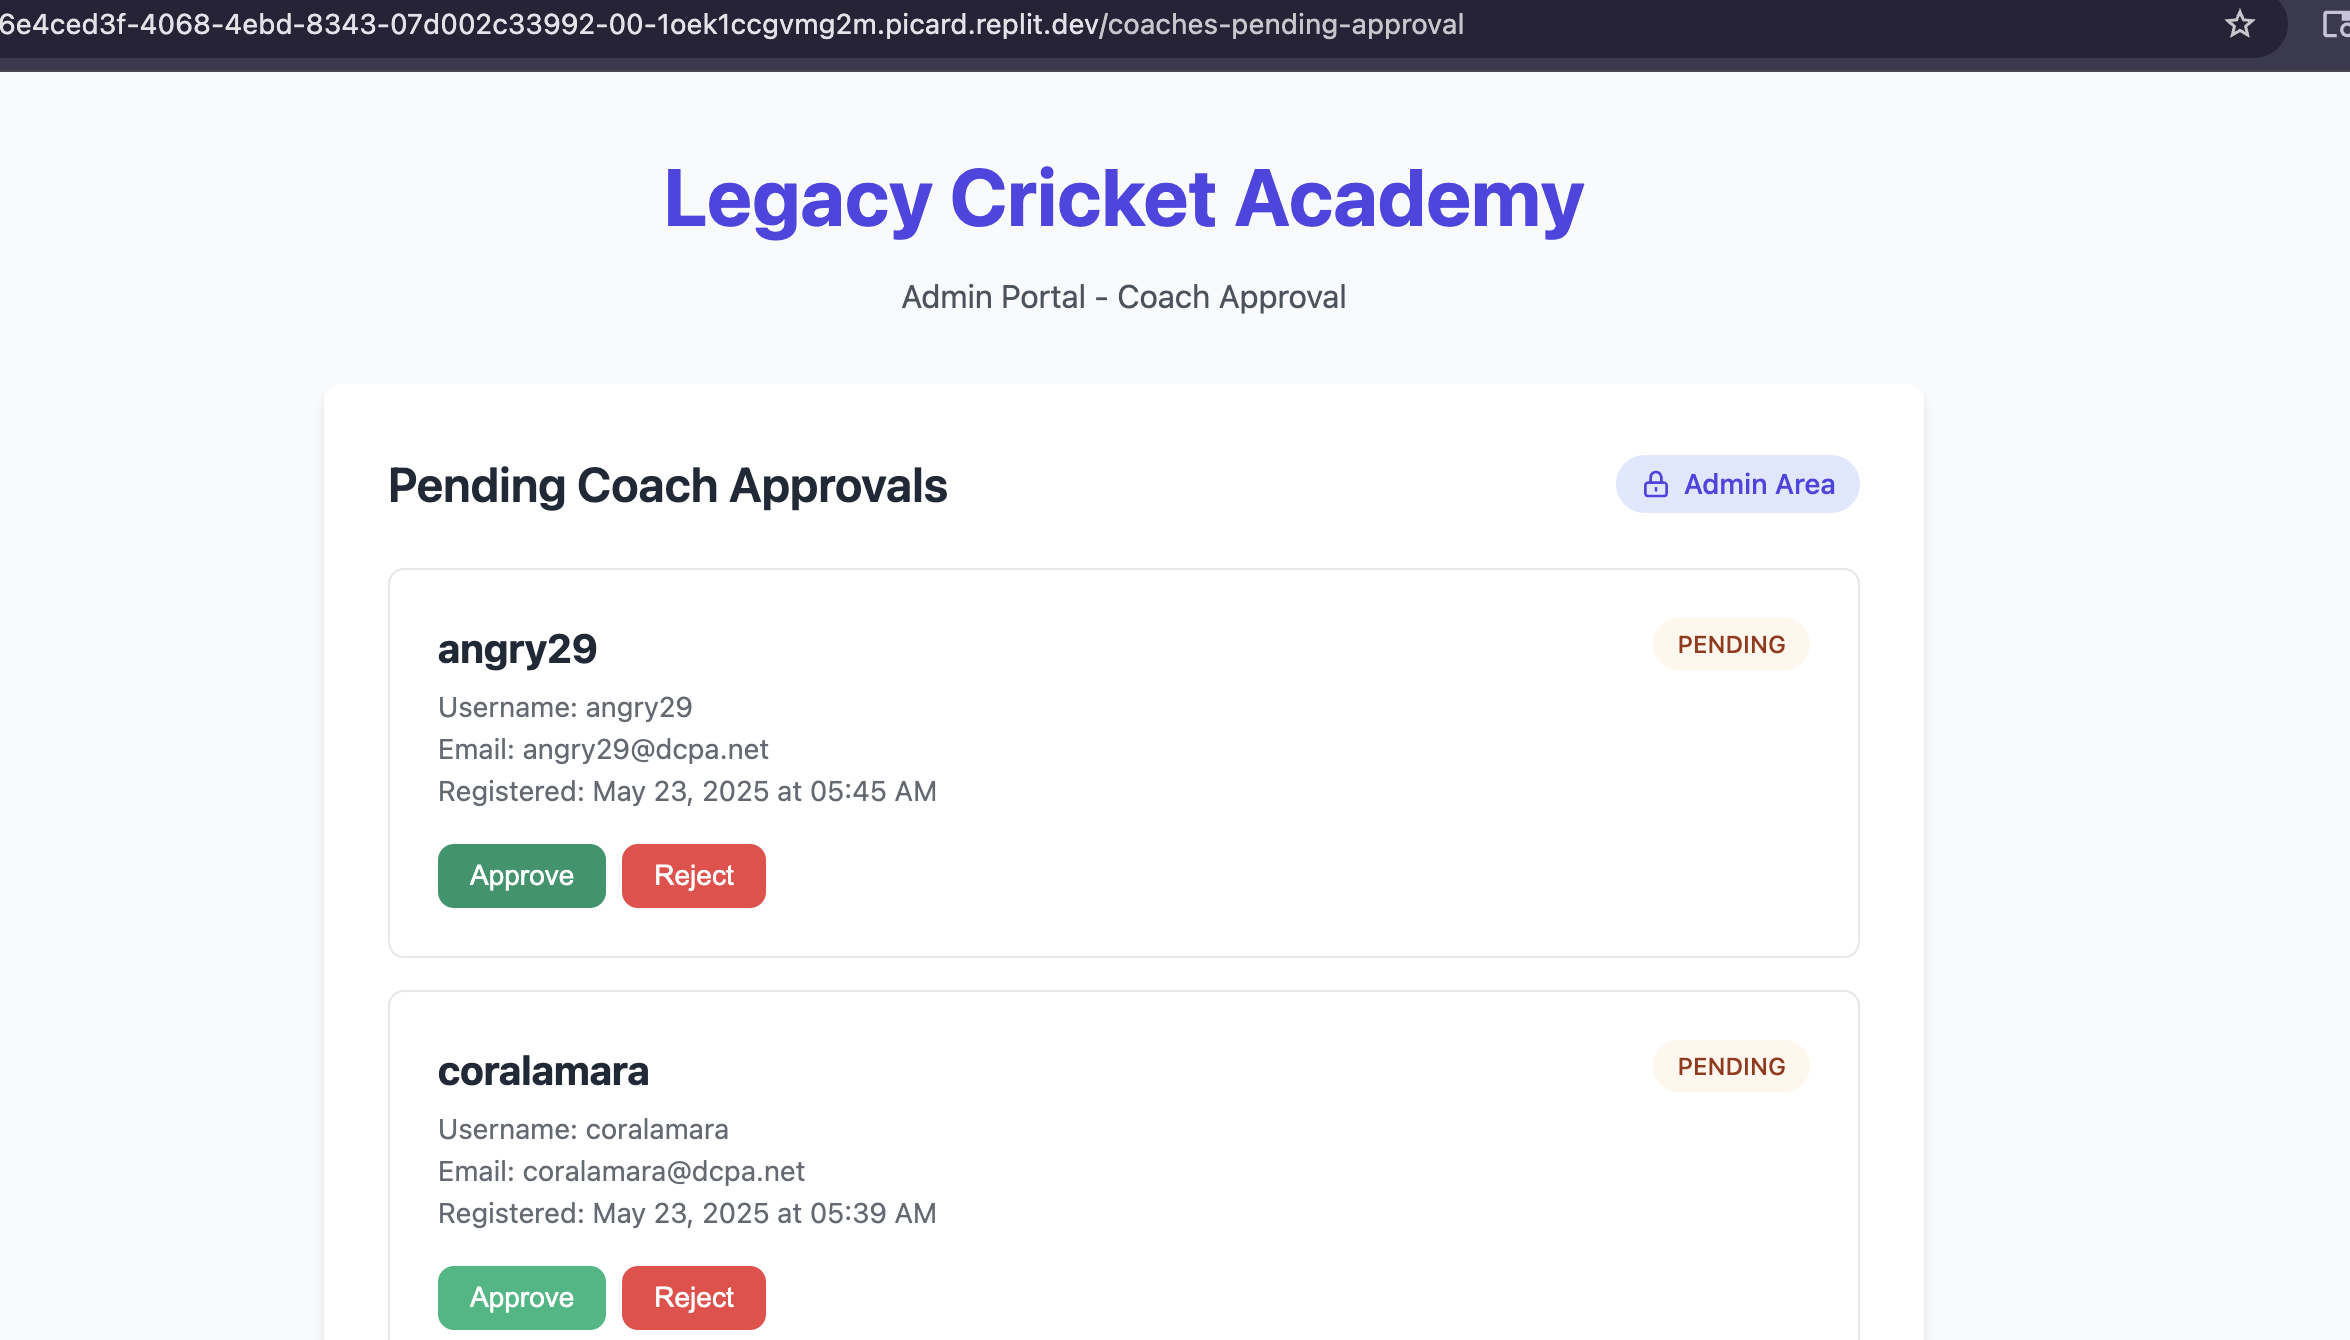 6e4ced3f-4068-4ebd-8343-07d002c33992-00-1oek1ccgvmg2m.picard.replit.dev/coaches-pending-approval
Legacy Cricket Academy
Admin Portal - Coach Approval
Pending Coach Approvals
Admin Area
angry29
PENDING
Username: angry29
Email: angry29@dcpa.net
Registered: May 23, 2025 at 05:45 AM
Approve
Reject
coralamara
PENDING
Username: coralamara
Email: coralamara@dcpa.net
Registered: May 23, 2025 at 05:39 AM
Approve
Reject